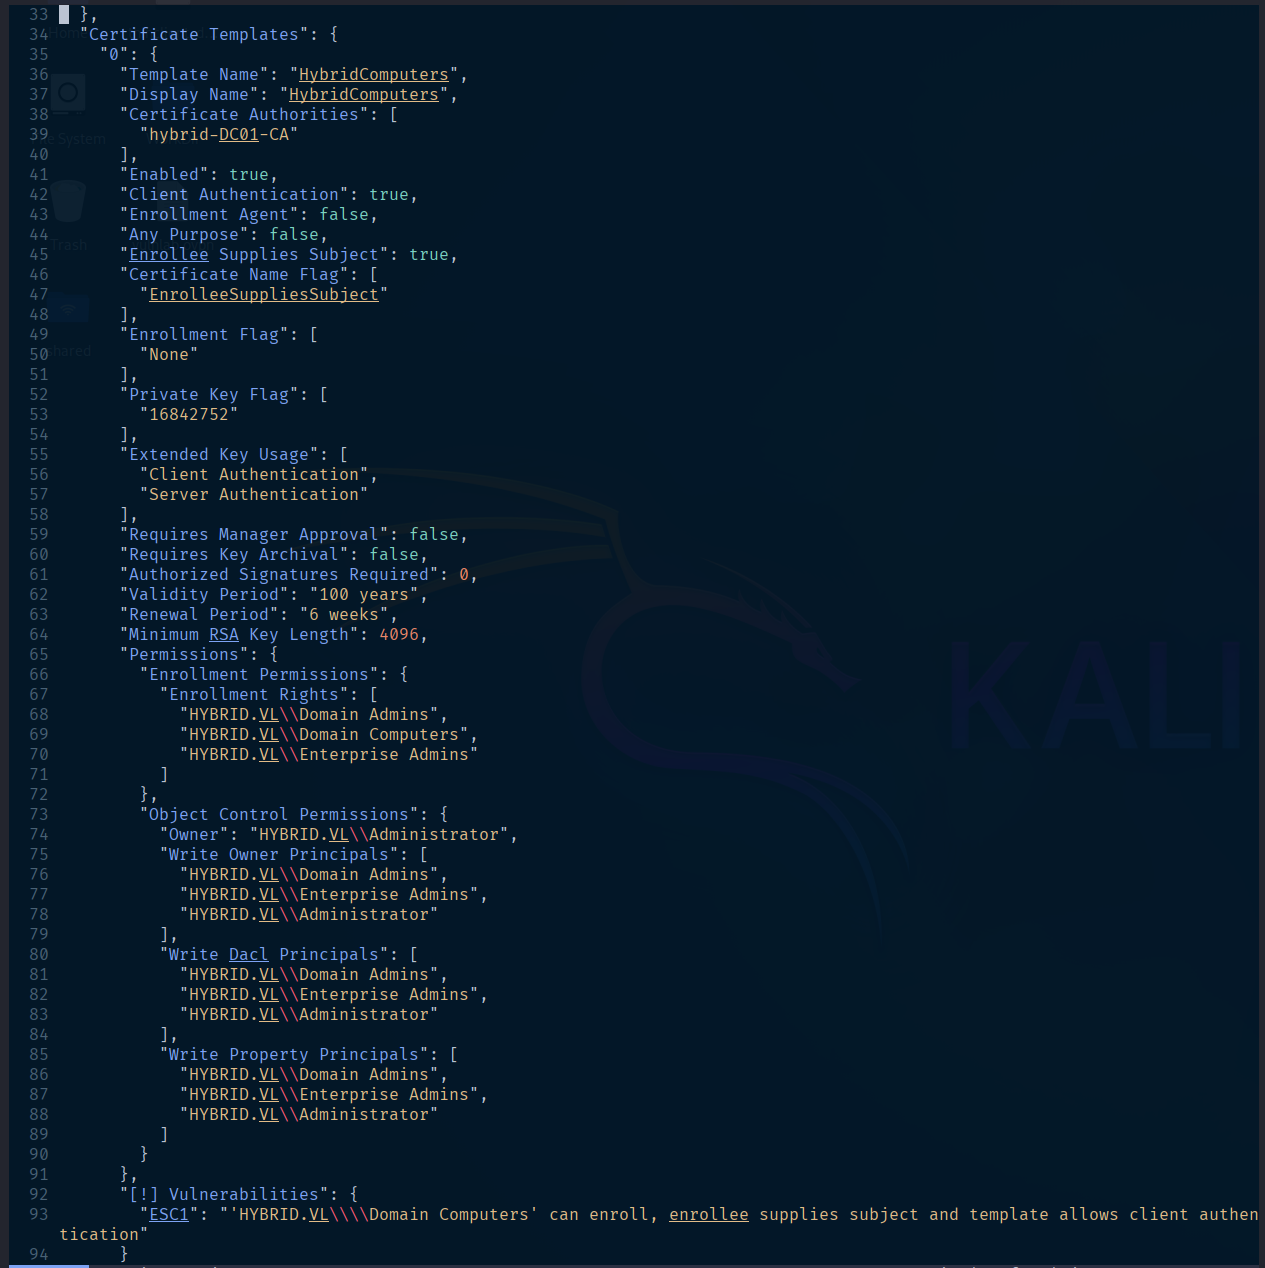 33 },
34 "Certificate Templates": {
35 "0": {
36 "Template Name": "HybridComputers",
37 "Display Name": "HybridComputers",
38 "Certificate Authorities": [
39 "hybrid-DC01-CA"
40 ],
41 "Enabled": true,
42 "Client Authentication": true,
43 "Enrollment Agent": false,
44 "Any Purpose": false,
45 "Enrollee Supplies Subject": true,
46 "Certificate Name Flag": [
47 "EnrolleeSuppliesSubject"
48 ],
49 "Enrollment Flag": [
50 "None"
51 ],
52 "Private Key Flag": [
53 "16842752"
54 ],
55 "Extended Key Usage": [
56 "Client Authentication",
57 "Server Authentication"
58 ],
59 "Requires Manager Approval": false,
60 "Requires Key Archival": false,
61 "Authorized Signatures Required": 0,
62 "Validity Period": "100 years",
63 "Renewal Period": "6 weeks",
64 "Minimum RSA Key Length": 4096,
65 "Permissions": {
66 "Enrollment Permissions": {
67 "Enrollment Rights": [
68 "HYBRID.VL\\Domain Admins",
69 "HYBRID.VL\\Domain Computers",
70 "HYBRID.VL\\Enterprise Admins"
71 ]
72 },
73 "Object Control Permissions": {
74 "Owner": "HYBRID.VL\\Administrator",
75 "Write Owner Principals": [
76 "HYBRID.VL\\Domain Admins",
77 "HYBRID.VL\\Enterprise Admins",
78 "HYBRID.VL\\Administrator"
79 ],
80 "Write Dacl Principals": [
81 "HYBRID.VL\\Domain Admins",
82 "HYBRID.VL\\Enterprise Admins",
83 "HYBRID.VL\\Administrator"
84 ],
85 "Write Property Principals": [
86 "HYBRID.VL\\Domain Admins",
87 "HYBRID.VL\\Enterprise Admins",
88 "HYBRID.VL\\Administrator"
89 ]
90 }
91 },
92 "[!] Vulnerabilities": {
93 "ESC1": "'HYBRID.VL\\\\Domain Computers' can enroll, enrollee supplies subject and template allows client authen
tication"
94 }
Trash
KALI